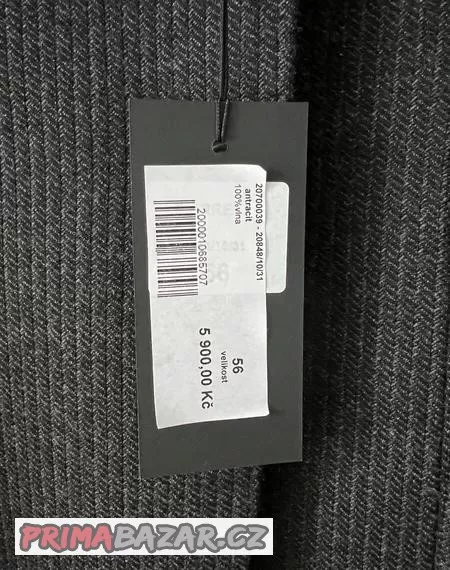 20700039 - 20848/10/31
antracit
100%vlna
2000010685707
56
velikost
5 900,00 Kč
PRIMABAZAR.CZ